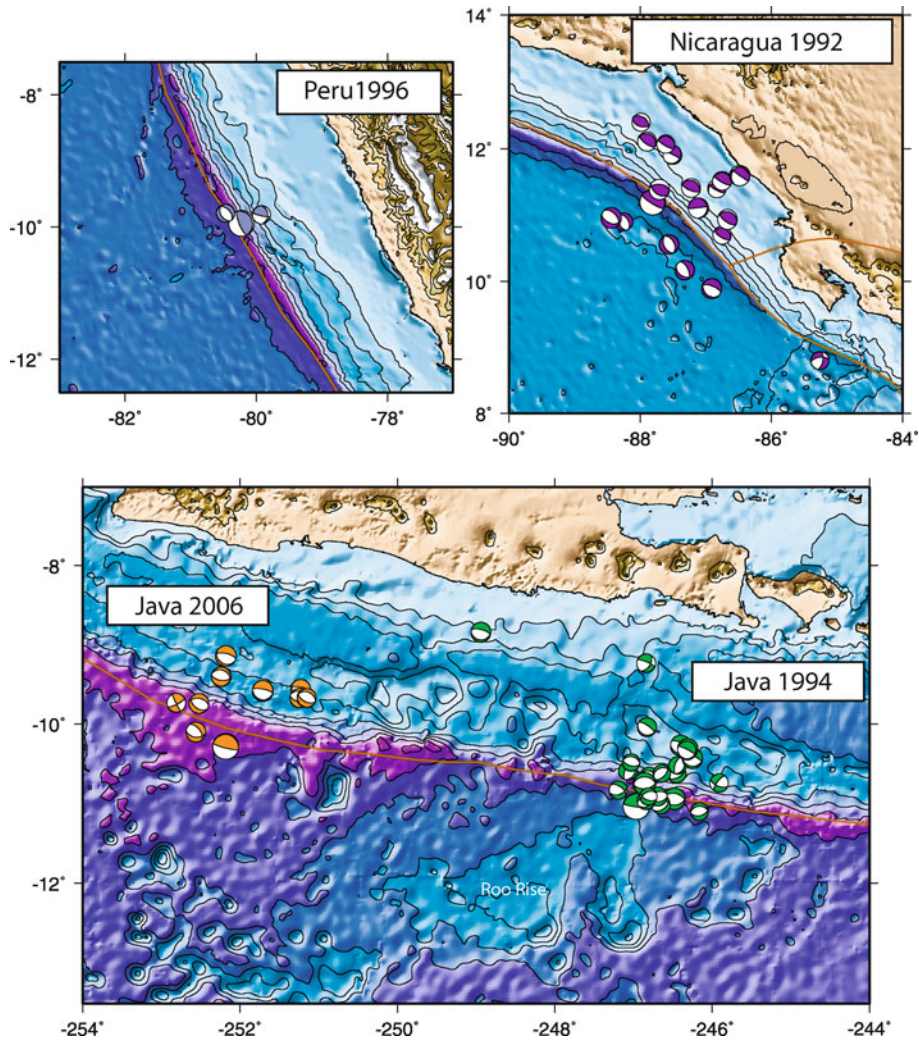 Peru1996
-8˚
-10˚
-12˚
-82˚ -80˚ -78˚
14˚
Nicaragua 1992
12˚
10˚
8˚
-90˚ -88˚ -86˚ -84˚
-8˚
Java 2006
Java 1994
-10˚
Roo Rise
-12˚
-254˚ -252˚ -250˚ -248˚ -246˚ -244˚